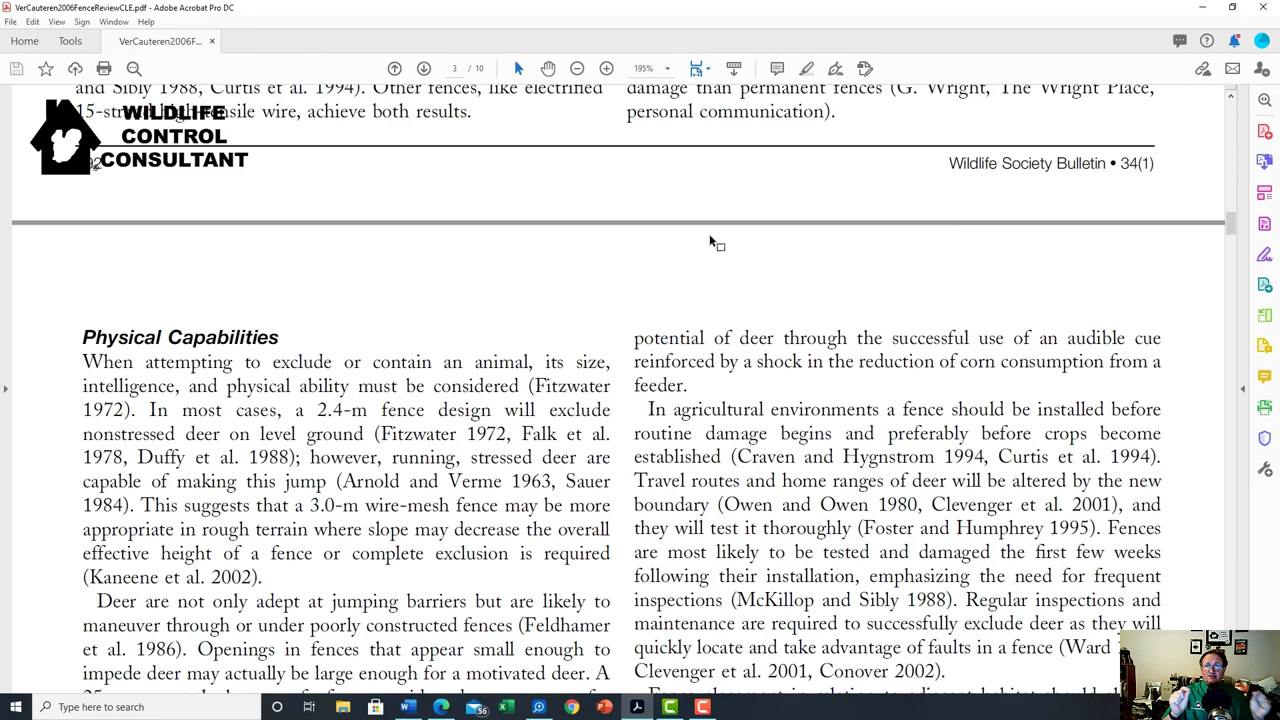 VerCauteren2006FenceReviewCLE.pdf - Adobe Acrobat Pro DC
File Edit View Sign Window Help
Home Tools VerCauteren2006F... ×
3 / 10 195%
and Sibly 1988, Curtis et al. 1994). Other fences, like electrified
15-strand high-tensile wire, achieve both results.
damage than permanent fences (G. Wright, The Wright Place,
personal communication).
WILDLIFE
CONTROL
CONSULTANT
92
Wildlife Society Bulletin • 34(1)
Physical Capabilities
When attempting to exclude or contain an animal, its size,
intelligence, and physical ability must be considered (Fitzwater
1972). In most cases, a 2.4-m fence design will exclude
nonstressed deer on level ground (Fitzwater 1972, Falk et al.
1978, Duffy et al. 1988); however, running, stressed deer are
capable of making this jump (Arnold and Verme 1963, Sauer
1984). This suggests that a 3.0-m wire-mesh fence may be more
appropriate in rough terrain where slope may decrease the overall
effective height of a fence or complete exclusion is required
(Kaneene et al. 2002).
Deer are not only adept at jumping barriers but are likely to
maneuver through or under poorly constructed fences (Feldhamer
et al. 1986). Openings in fences that appear small enough to
impede deer may actually be large enough for a motivated deer. A
potential of deer through the successful use of an audible cue
reinforced by a shock in the reduction of corn consumption from a
feeder.
In agricultural environments a fence should be installed before
routine damage begins and preferably before crops become
established (Craven and Hygnstrom 1994, Curtis et al. 1994).
Travel routes and home ranges of deer will be altered by the new
boundary (Owen and Owen 1980, Clevenger et al. 2001), and
they will test it thoroughly (Foster and Humphrey 1995). Fences
are most likely to be tested and damaged the first few weeks
following their installation, emphasizing the need for frequent
inspections (McKillop and Sibly 1988). Regular inspections and
maintenance are required to successfully exclude deer as they will
quickly locate and take advantage of faults in a fence (Ward
Clevenger et al. 2001, Conover 2002).
Type here to search
56